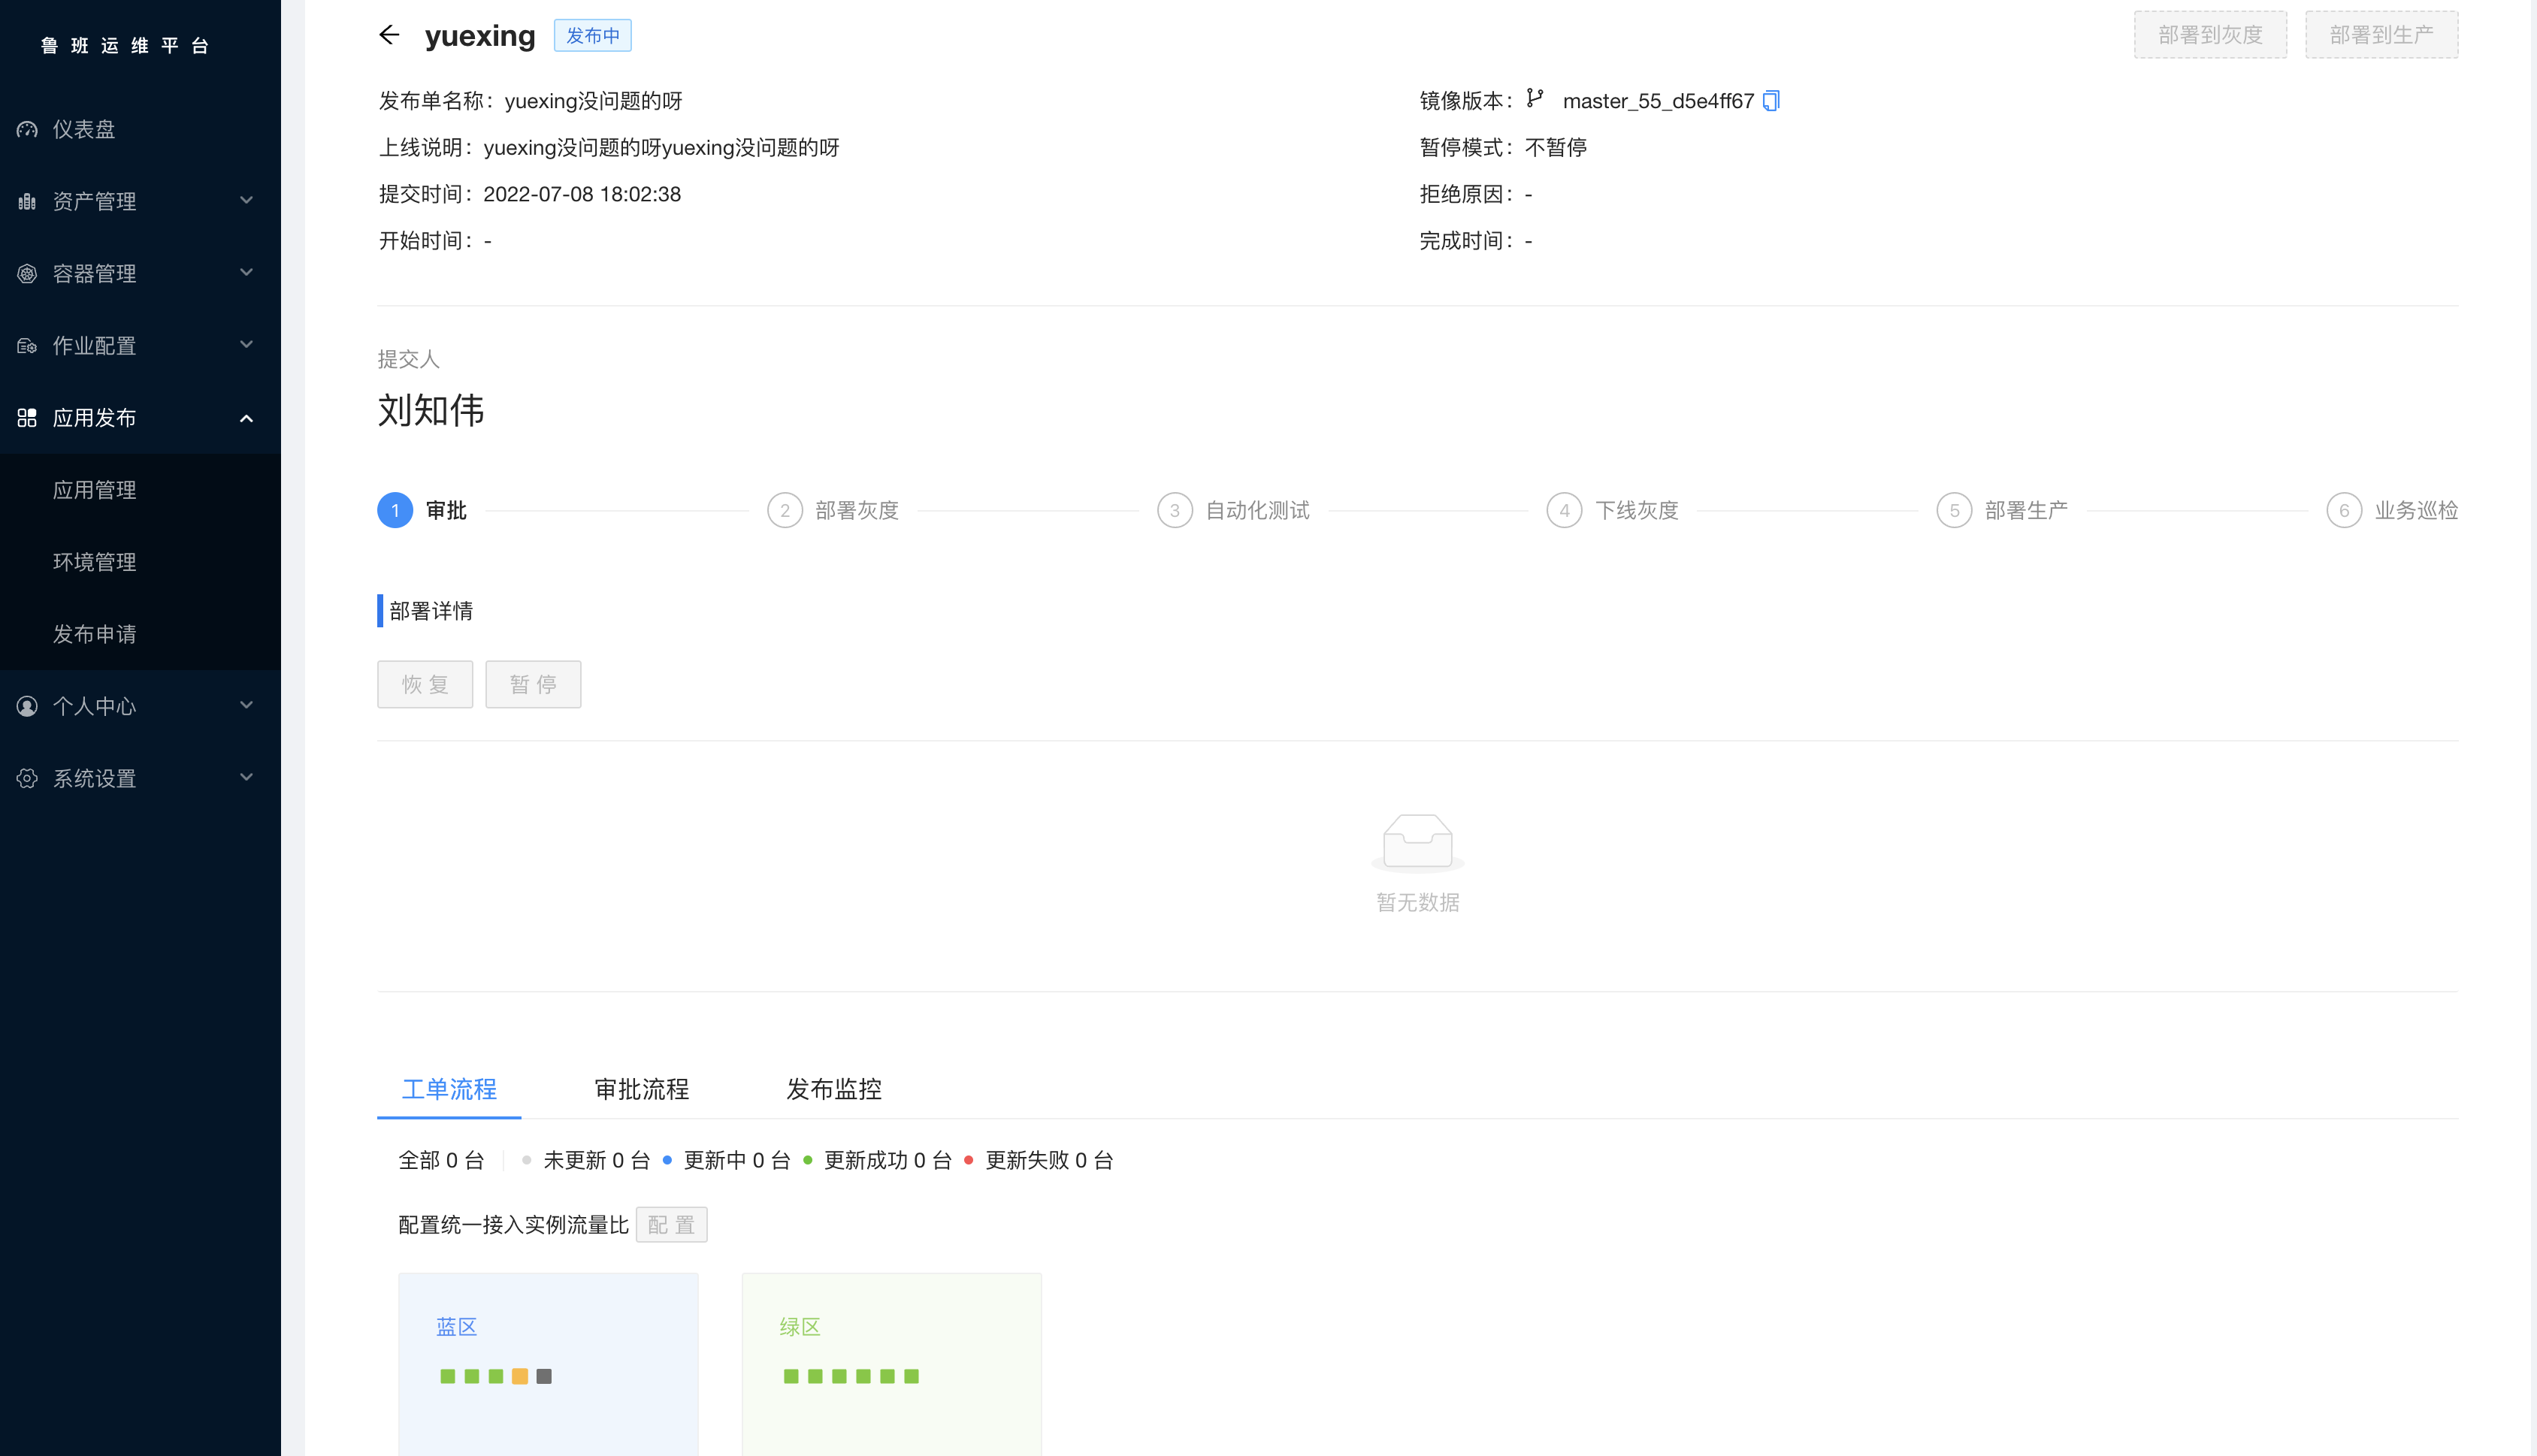 鲁班运维平台
仪表盘
资产管理
容器管理
作业配置
应用发布
应用管理
环境管理
发布申请
个人中心
系统设置
yuexing 发布中
部署到灰度 部署到生产
发布单名称：yuexing没问题的呀
镜像版本： master_55_d5e4ff67
上线说明：yuexing没问题的呀yuexing没问题的呀
暂停模式：不暂停
提交时间：2022-07-08 18:02:38
拒绝原因：-
开始时间：-
完成时间：-
提交人
刘知伟
1 审批 2 部署灰度 3 自动化测试 4 下线灰度 5 部署生产 6 业务巡检
部署详情
恢复 暂停
暂无数据
工单流程 审批流程 发布监控
全部 0 台 未更新 0 台 更新中 0 台 更新成功 0 台 更新失败 0 台
配置统一接入实例流量比 配置
蓝区 绿区